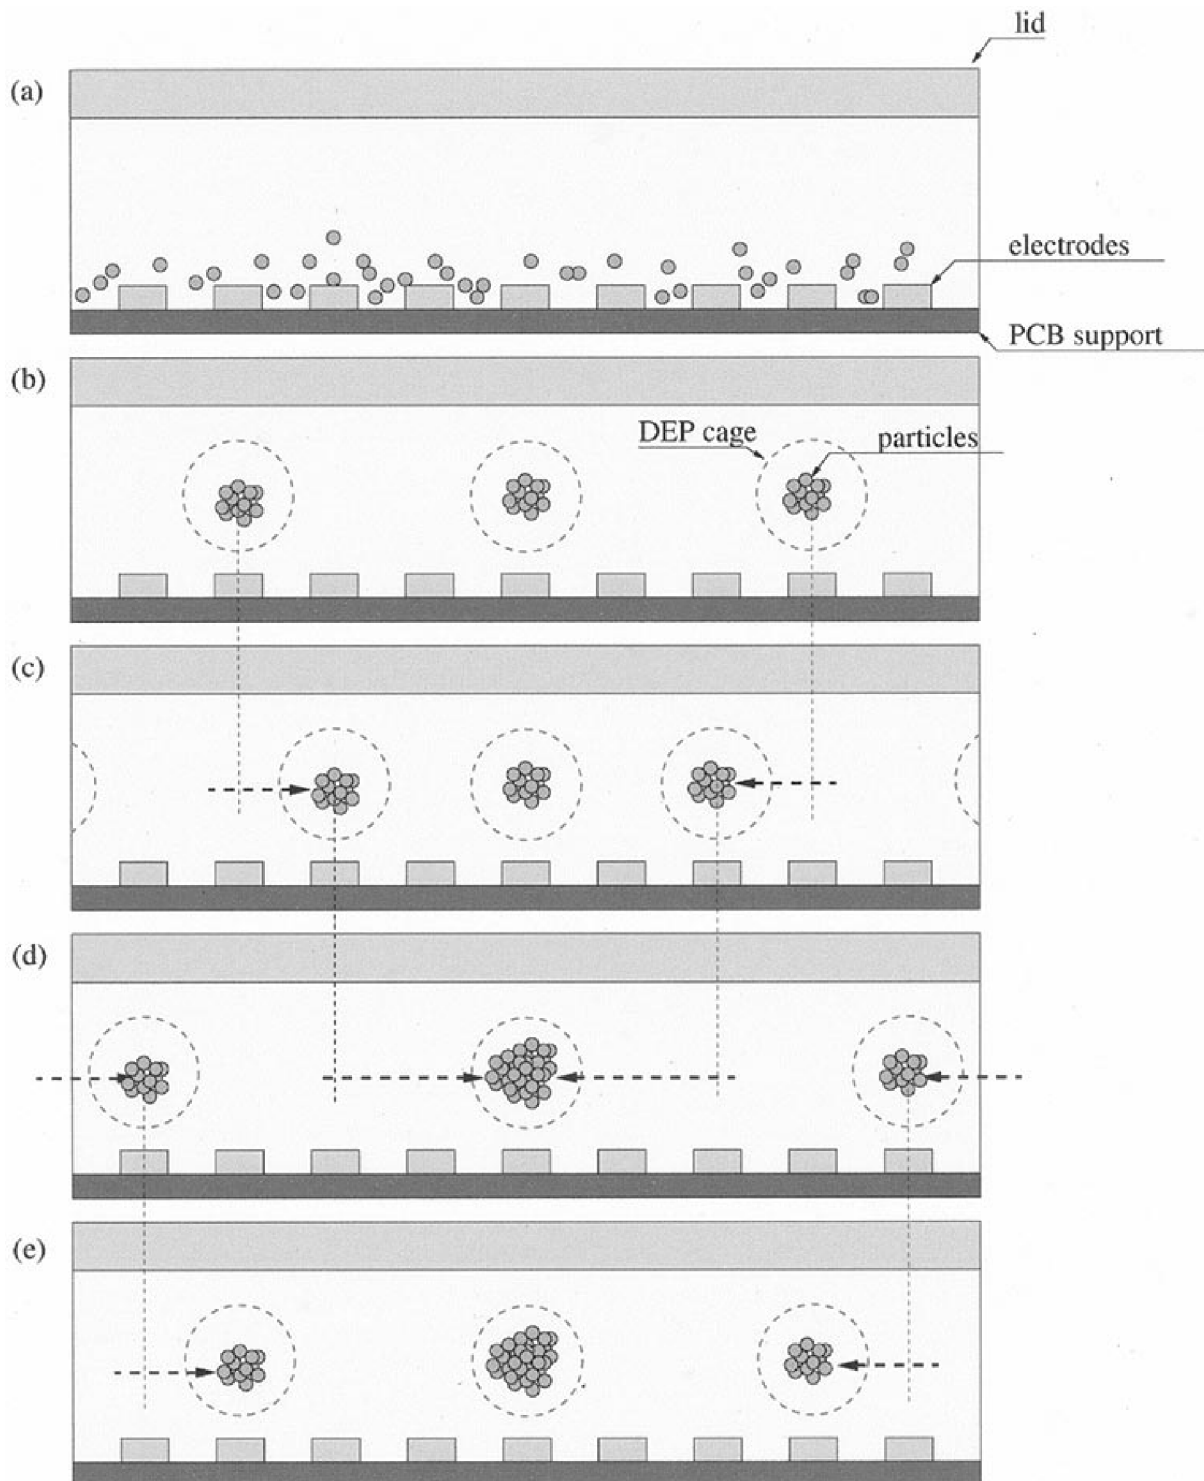 lid
(a)
electrodes
PCB support
(b)
DEP cage
particles
(c)
(d)
(e)